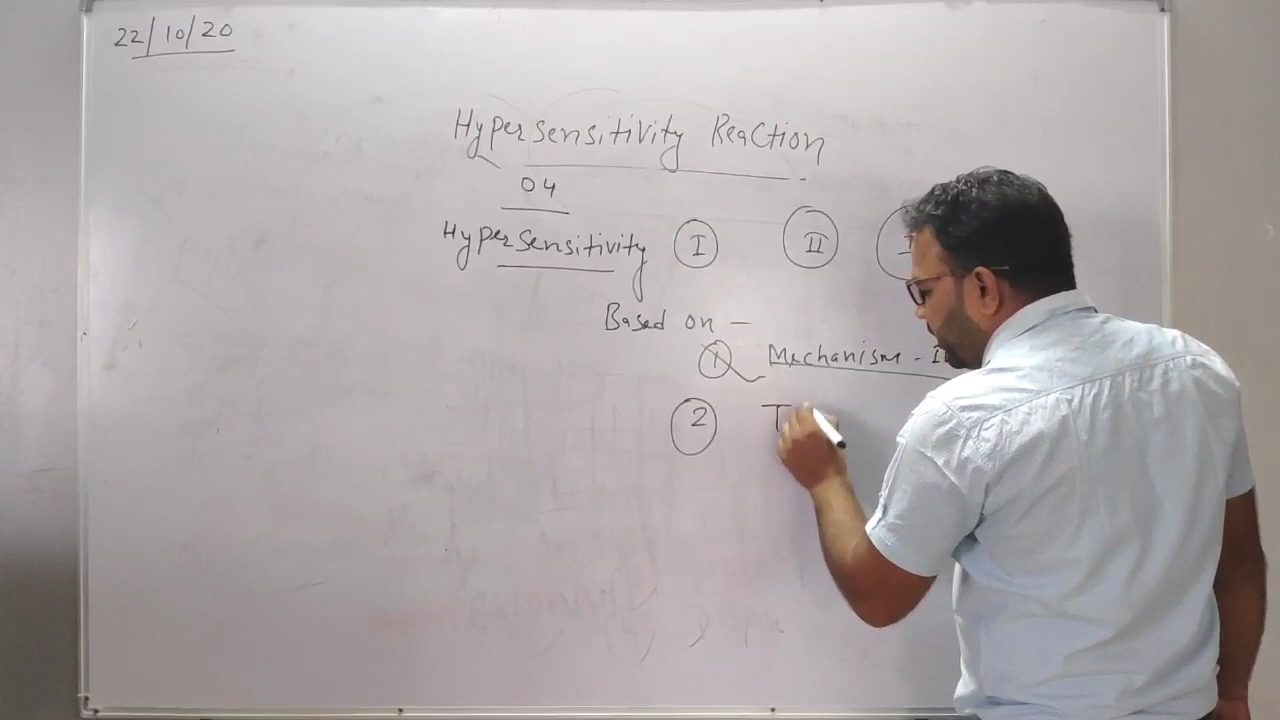 22/10/20
Hypersensitivity Reaction
04
Hypersensitivity I II
Based on -
1 Mechanism -
2 T